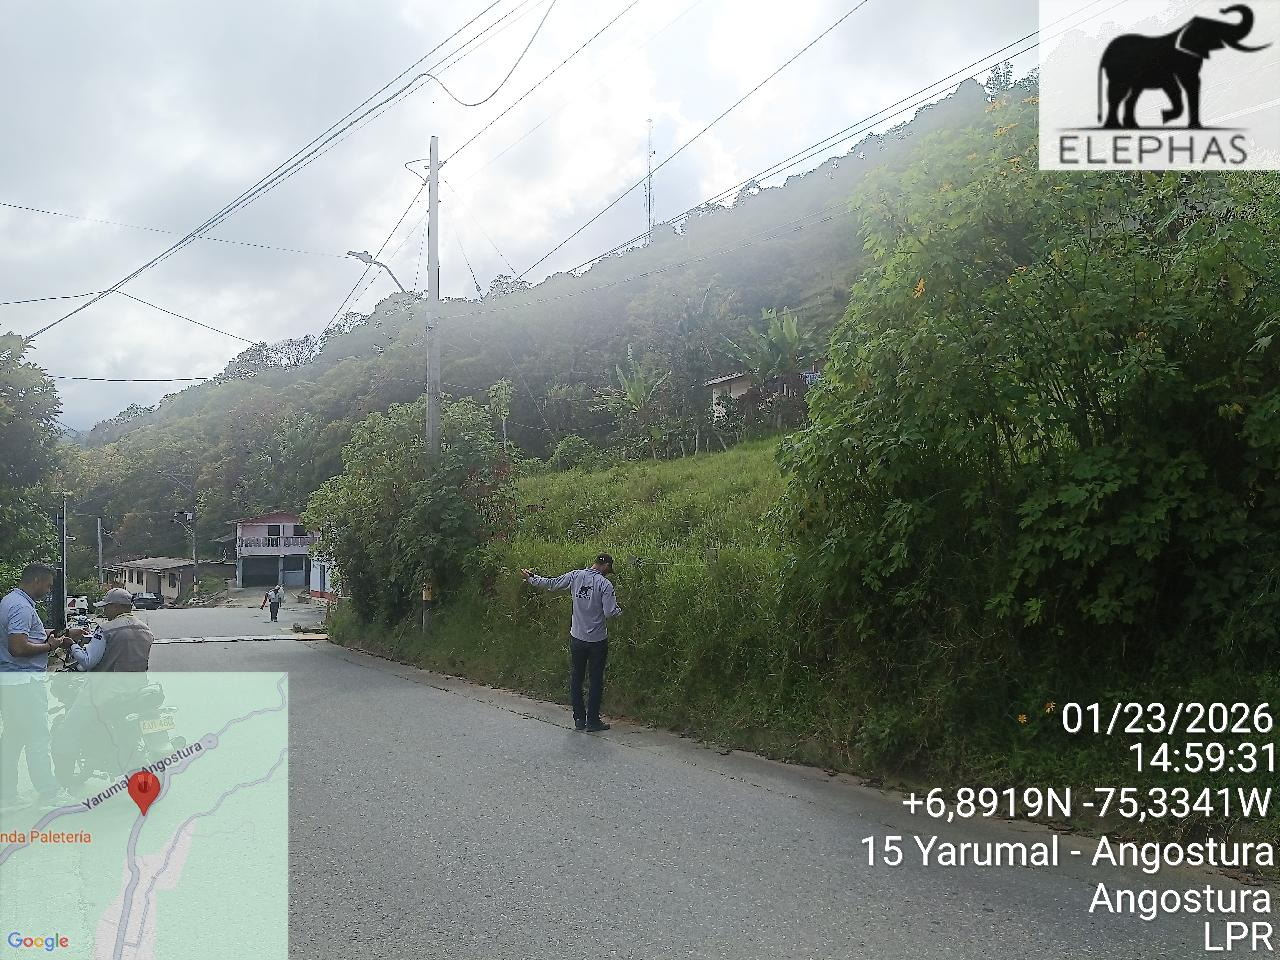 ELEPHAS
01/23/2026
14:59:31
+6,8919N -75,3341W
15 Yarumal - Angostura
Angostura
LPR
Yarumal - Angostura
nda Paletería
Google